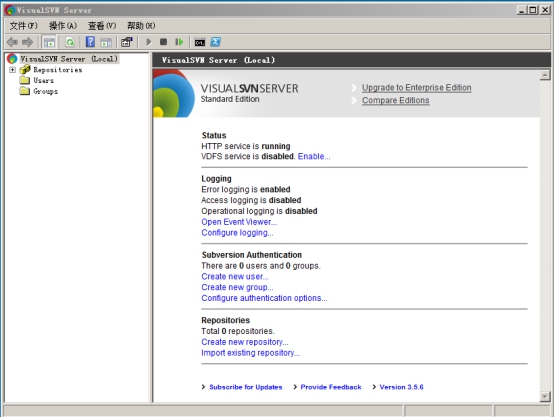 VisualSVN Server
文件(F) 操作(A) 查看(V) 帮助(H)
VisualSVN Server (Local)
Repositories
Users
Groups
VisualSVN Server (Local)
VISUALSVNSERVER
Standard Edition
Upgrade to Enterprise Edition
Compare Editions
Status
HTTP service is running
VDFS service is disabled. Enable...
Logging
Error logging is enabled
Access logging is disabled
Operational logging is disabled
Open Event Viewer...
Configure logging...
Subversion Authentication
There are 0 users and 0 groups.
Create new user...
Create new group...
Configure authentication options...
Repositories
Total 0 repositories.
Create new repository...
Import existing repository...
Subscribe for Updates Provide Feedback Version 3.5.6